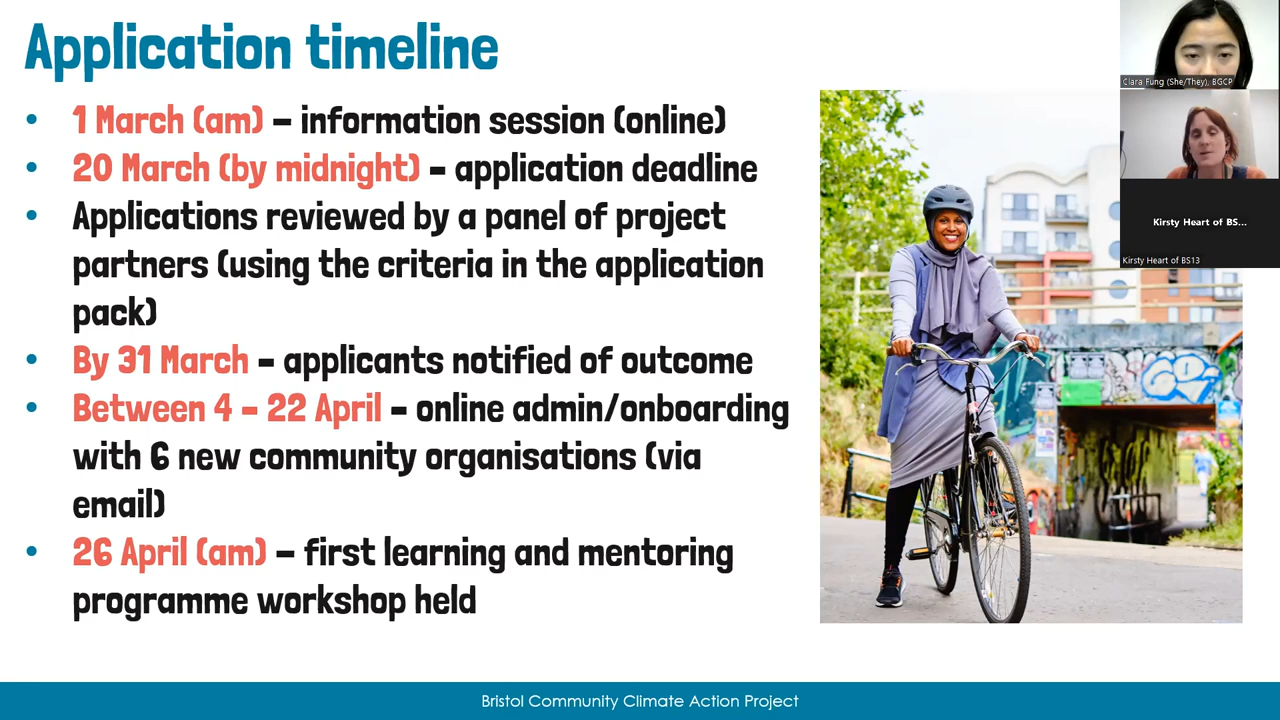 Application timeline
• 1 March (am) – information session (online)
• 20 March (by midnight) – application deadline
• Applications reviewed by a panel of project
partners (using the criteria in the application
pack)
• By 31 March – applicants notified of outcome
• Between 4 – 22 April – online admin/onboarding
with 6 new community organisations (via
email)
• 26 April (am) – first learning and mentoring
programme workshop held
Clara Fung (She/They), BGCP
Kirsty Heart of BS...
Kirsty Heart of BS13
Bristol Community Climate Action Project